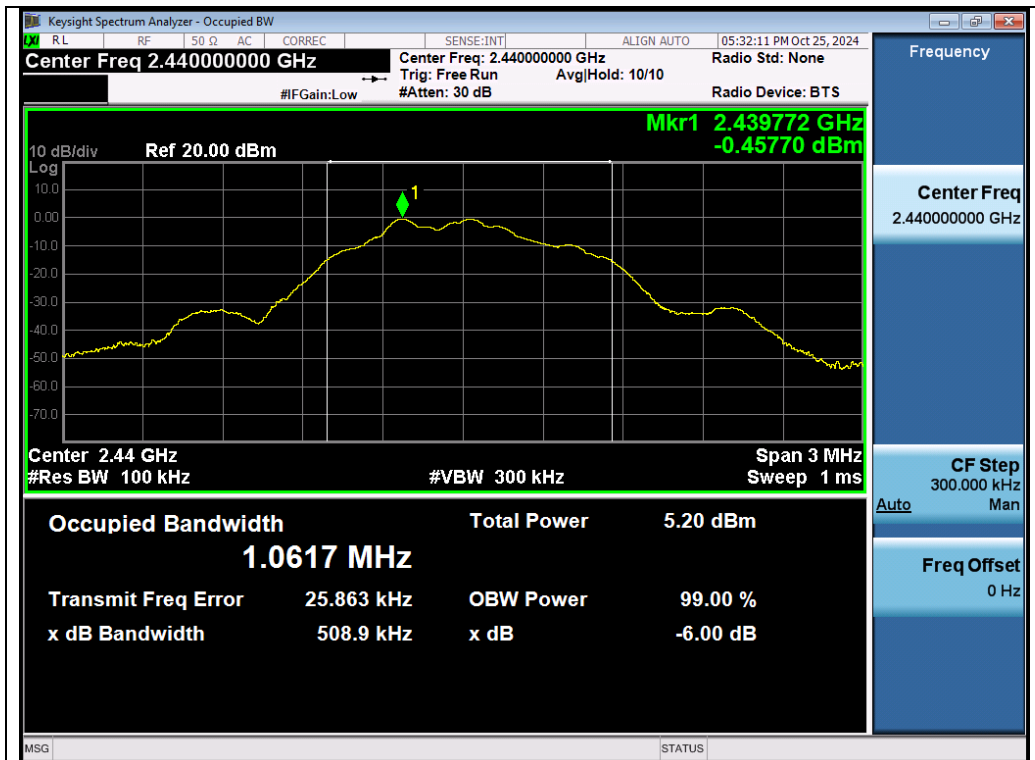 Keysight Spectrum Analyzer - Occupied BW
LXI RL RF 50 Ω AC CORREC SENSE:INT ALIGN AUTO 05:32:11 PM Oct 25, 2024
Center Freq 2.440000000 GHz
#IFGain:Low
Center Freq: 2.440000000 GHz
Trig: Free Run Avg|Hold: 10/10
#Atten: 30 dB
Radio Std: None
Radio Device: BTS
Mkr1 2.439772 GHz
-0.45770 dBm
10 dB/div Ref 20.00 dBm
Log
10.0
1
0.00
-10.0
-20.0
-30.0
-40.0
-50.0
-60.0
-70.0
Center 2.44 GHz Span 3 MHz
#Res BW 100 kHz #VBW 300 kHz Sweep 1 ms
Occupied Bandwidth Total Power 5.20 dBm
1.0617 MHz
Transmit Freq Error 25.863 kHz OBW Power 99.00 %
x dB Bandwidth 508.9 kHz x dB -6.00 dB
Frequency
Center Freq
2.440000000 GHz
CF Step
300.000 kHz
Auto Man
Freq Offset
0 Hz
MSG STATUS